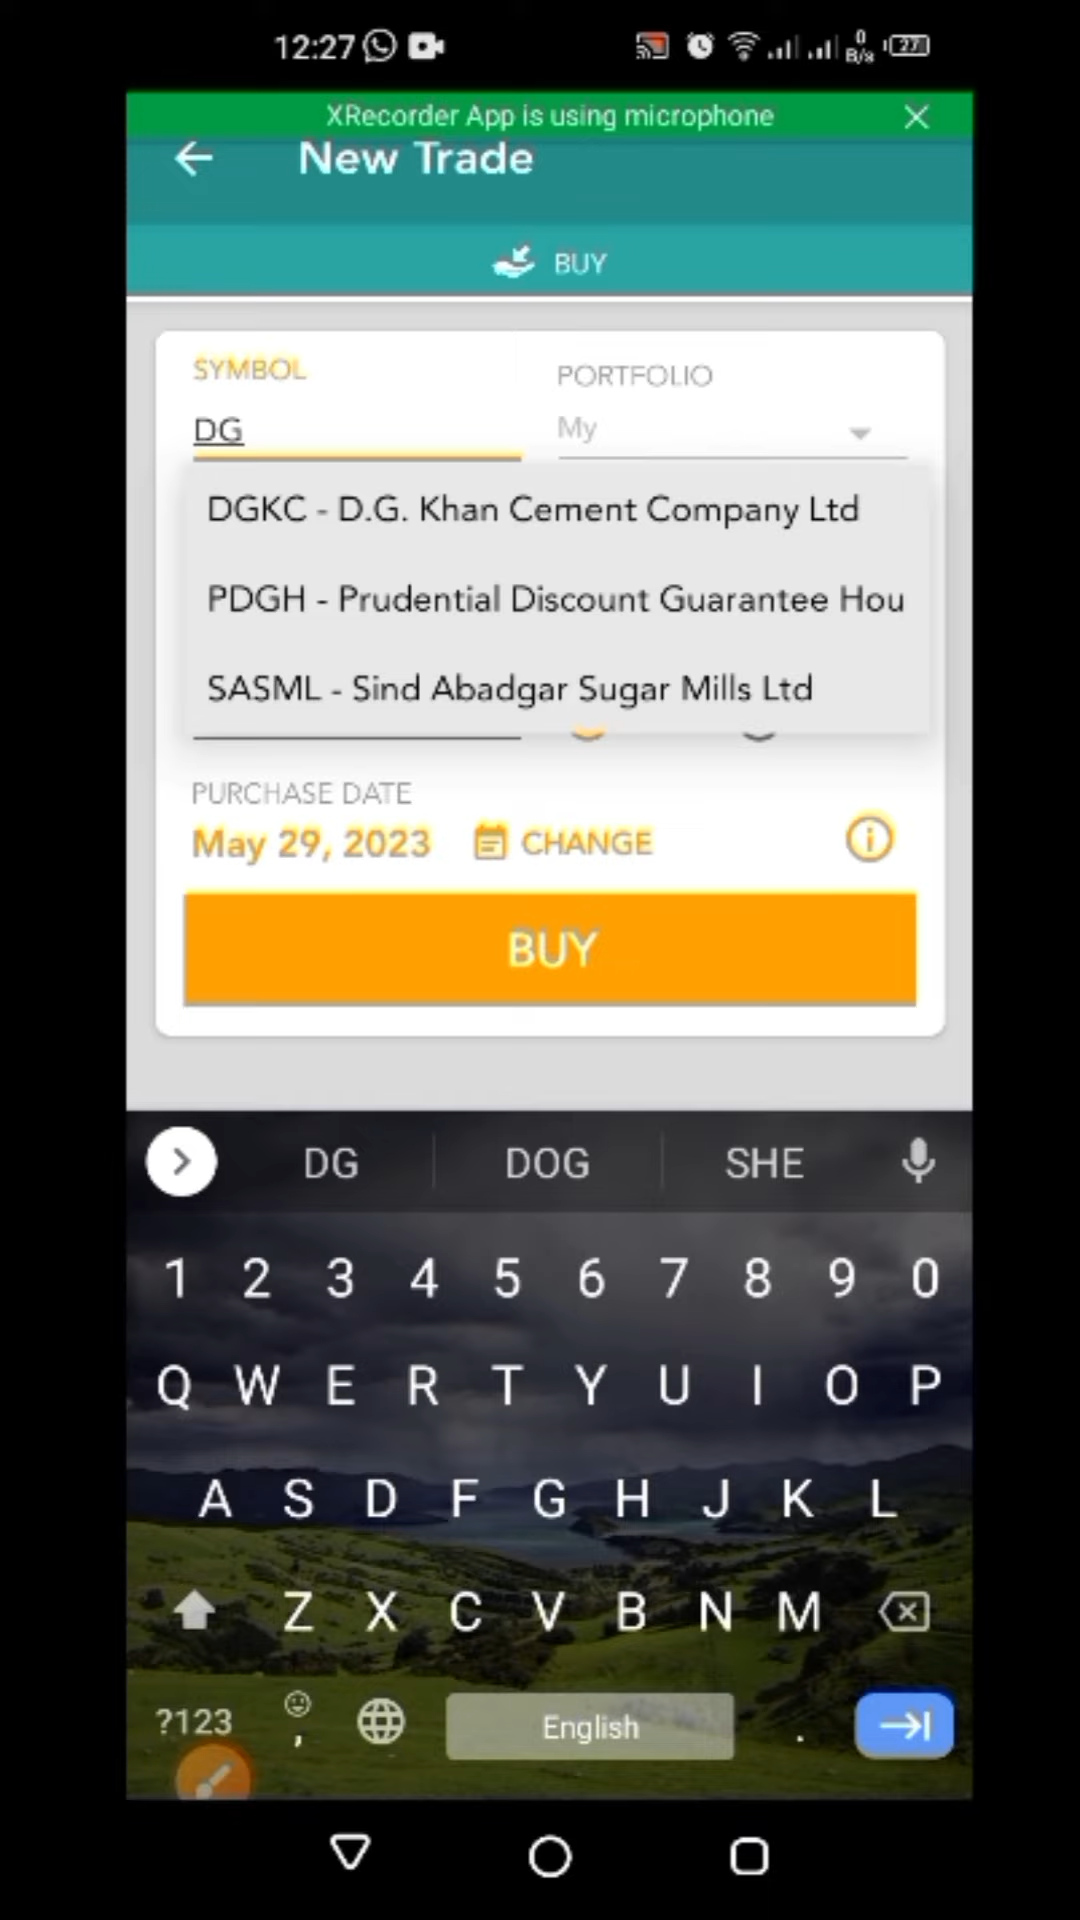 12:27
0 B/s 27
XRecorder App is using microphone
New Trade
BUY
SYMBOL PORTFOLIO
DG My
DGKC - D.G. Khan Cement Company Ltd
PDGH - Prudential Discount Guarantee Hou
SASML - Sind Abadgar Sugar Mills Ltd
PURCHASE DATE
May 29, 2023 CHANGE
BUY
DG DOG SHE
1 2 3 4 5 6 7 8 9 0
Q W E R T Y U I O P
A S D F G H J K L
Z X C V B N M
?123 , English .